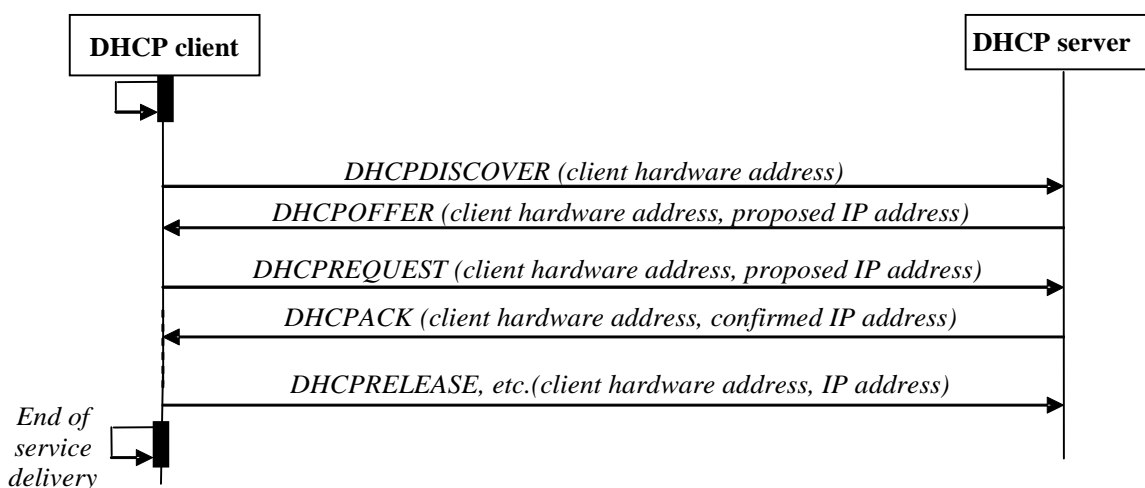 DHCP client
DHCP server
DHCPDISCOVER (client hardware address)
DHCPOFFER (client hardware address, proposed IP address)
DHCPREQUEST (client hardware address, proposed IP address)
DHCPACK (client hardware address, confirmed IP address)
DHCPRELEASE, etc.(client hardware address, IP address)
End of
service
delivery